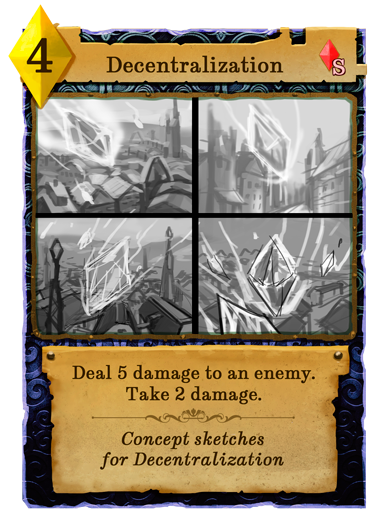 4
Decentralization
S
Deal 5 damage to an enemy.
Take 2 damage.
Concept sketches
for Decentralization